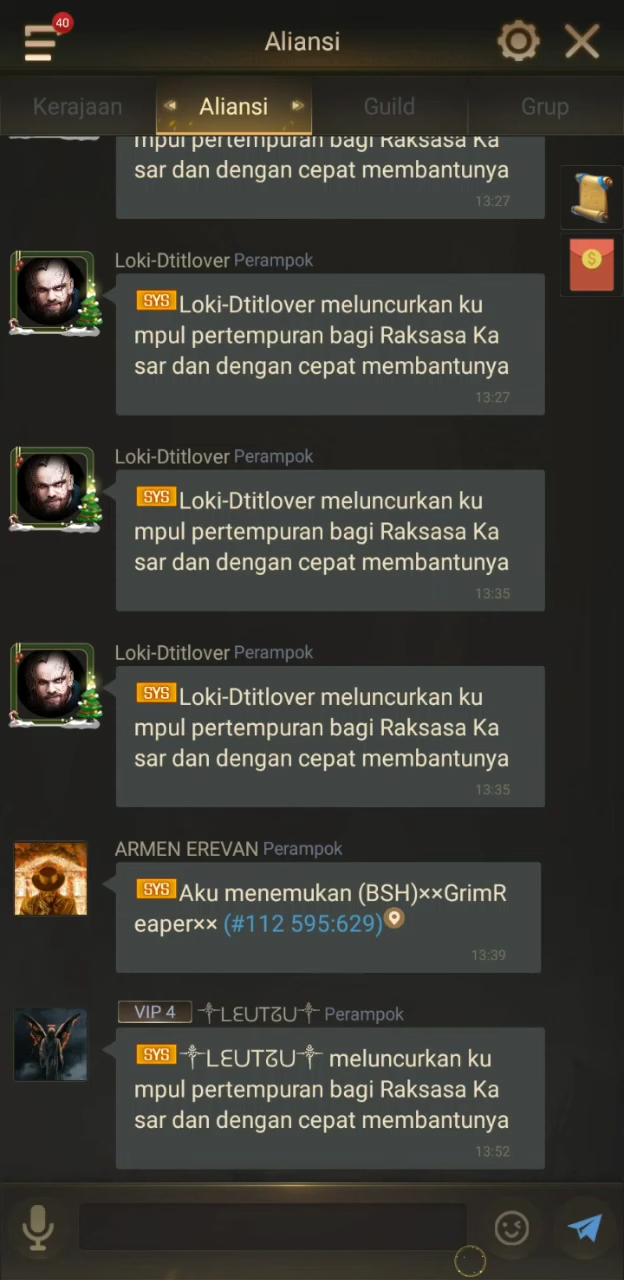 40
Aliansi
Kerajaan
Aliansi
Guild
Grup
mpul pertempuran bagi Raksasa Ka
sar dan dengan cepat membantunya
13:27
Loki-Dtitlover Perampok
SYS Loki-Dtitlover meluncurkan ku
mpul pertempuran bagi Raksasa Ka
sar dan dengan cepat membantunya
13:27
Loki-Dtitlover Perampok
SYS Loki-Dtitlover meluncurkan ku
mpul pertempuran bagi Raksasa Ka
sar dan dengan cepat membantunya
13:35
Loki-Dtitlover Perampok
SYS Loki-Dtitlover meluncurkan ku
mpul pertempuran bagi Raksasa Ka
sar dan dengan cepat membantunya
13:35
ARMEN EREVAN Perampok
SYS Aku menemukan (BSH)××GrimR
eaper×× (#112 595:629)
13:39
VIP 4 ༒LƐUTƼU༒ Perampok
SYS ༒LƐUTƼU༒ meluncurkan ku
mpul pertempuran bagi Raksasa Ka
sar dan dengan cepat membantunya
13:52